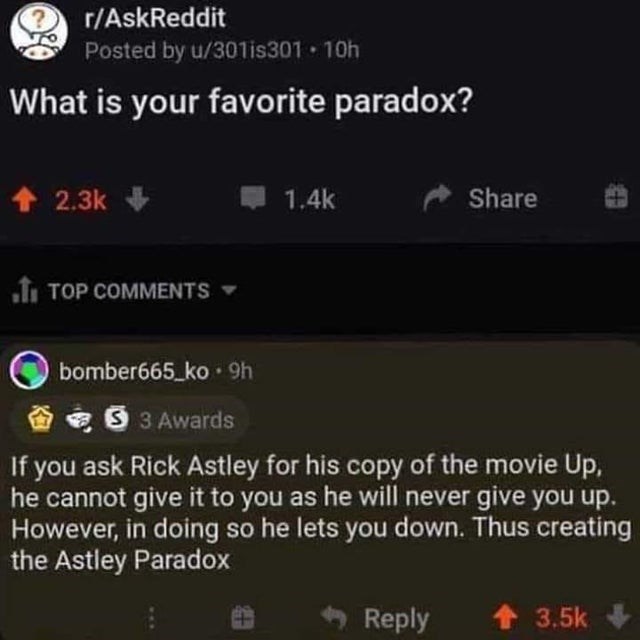 r/AskReddit
Posted by u/301is301 • 10h
What is your favorite paradox?
2.3k
1.4k
Share
TOP COMMENTS
bomber665_ko • 9h
S 3 Awards
If you ask Rick Astley for his copy of the movie Up,
he cannot give it to you as he will never give you up.
However, in doing so he lets you down. Thus creating
the Astley Paradox
Reply
3.5k